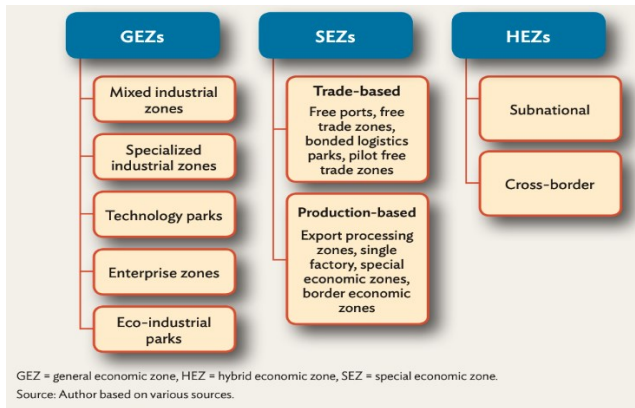 GEZs
Mixed industrial
zones
Specialized
industrial zones
Technology parks
Enterprise zones
Eco-industrial
parks
SEZs
Trade-based
Free ports, free
trade zones,
bonded logistics
parks, pilot free
trade zones
Production-based
Export processing
zones, single
factory, special
economic zones,
border economic
zones
HEZs
Subnational
Cross-border
GEZ = general economic zone, HEZ = hybrid economic zone, SEZ = special economic zone.
Source: Author based on various sources.